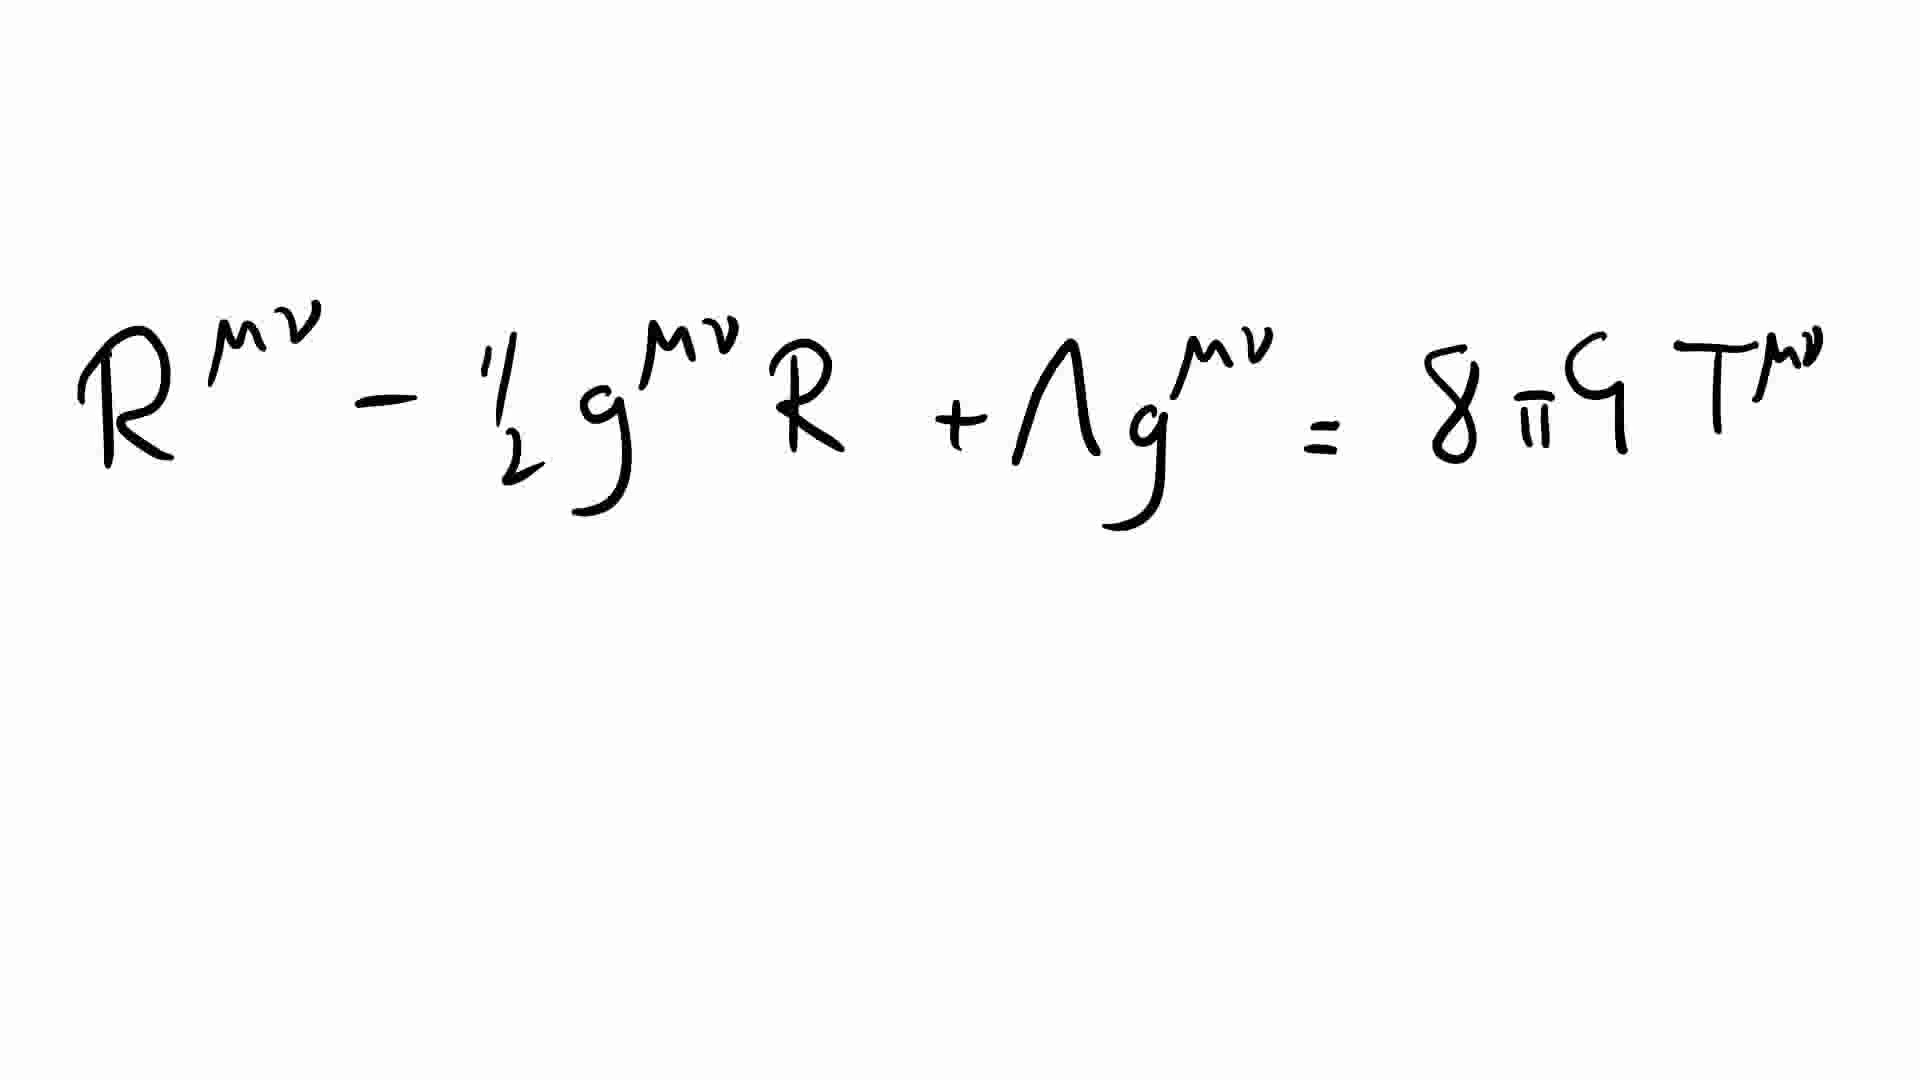 R^{μν} - ½ g^{μν} R + Λ g^{μν} = 8πG T^{μν}